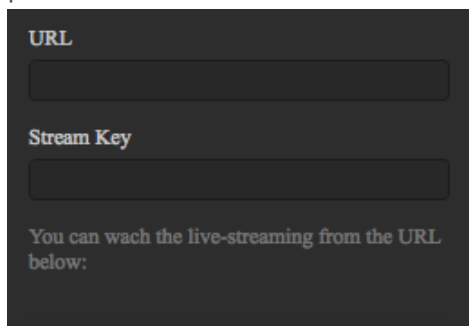 URL
Stream Key
You can wach the live-streaming from the URL
below: